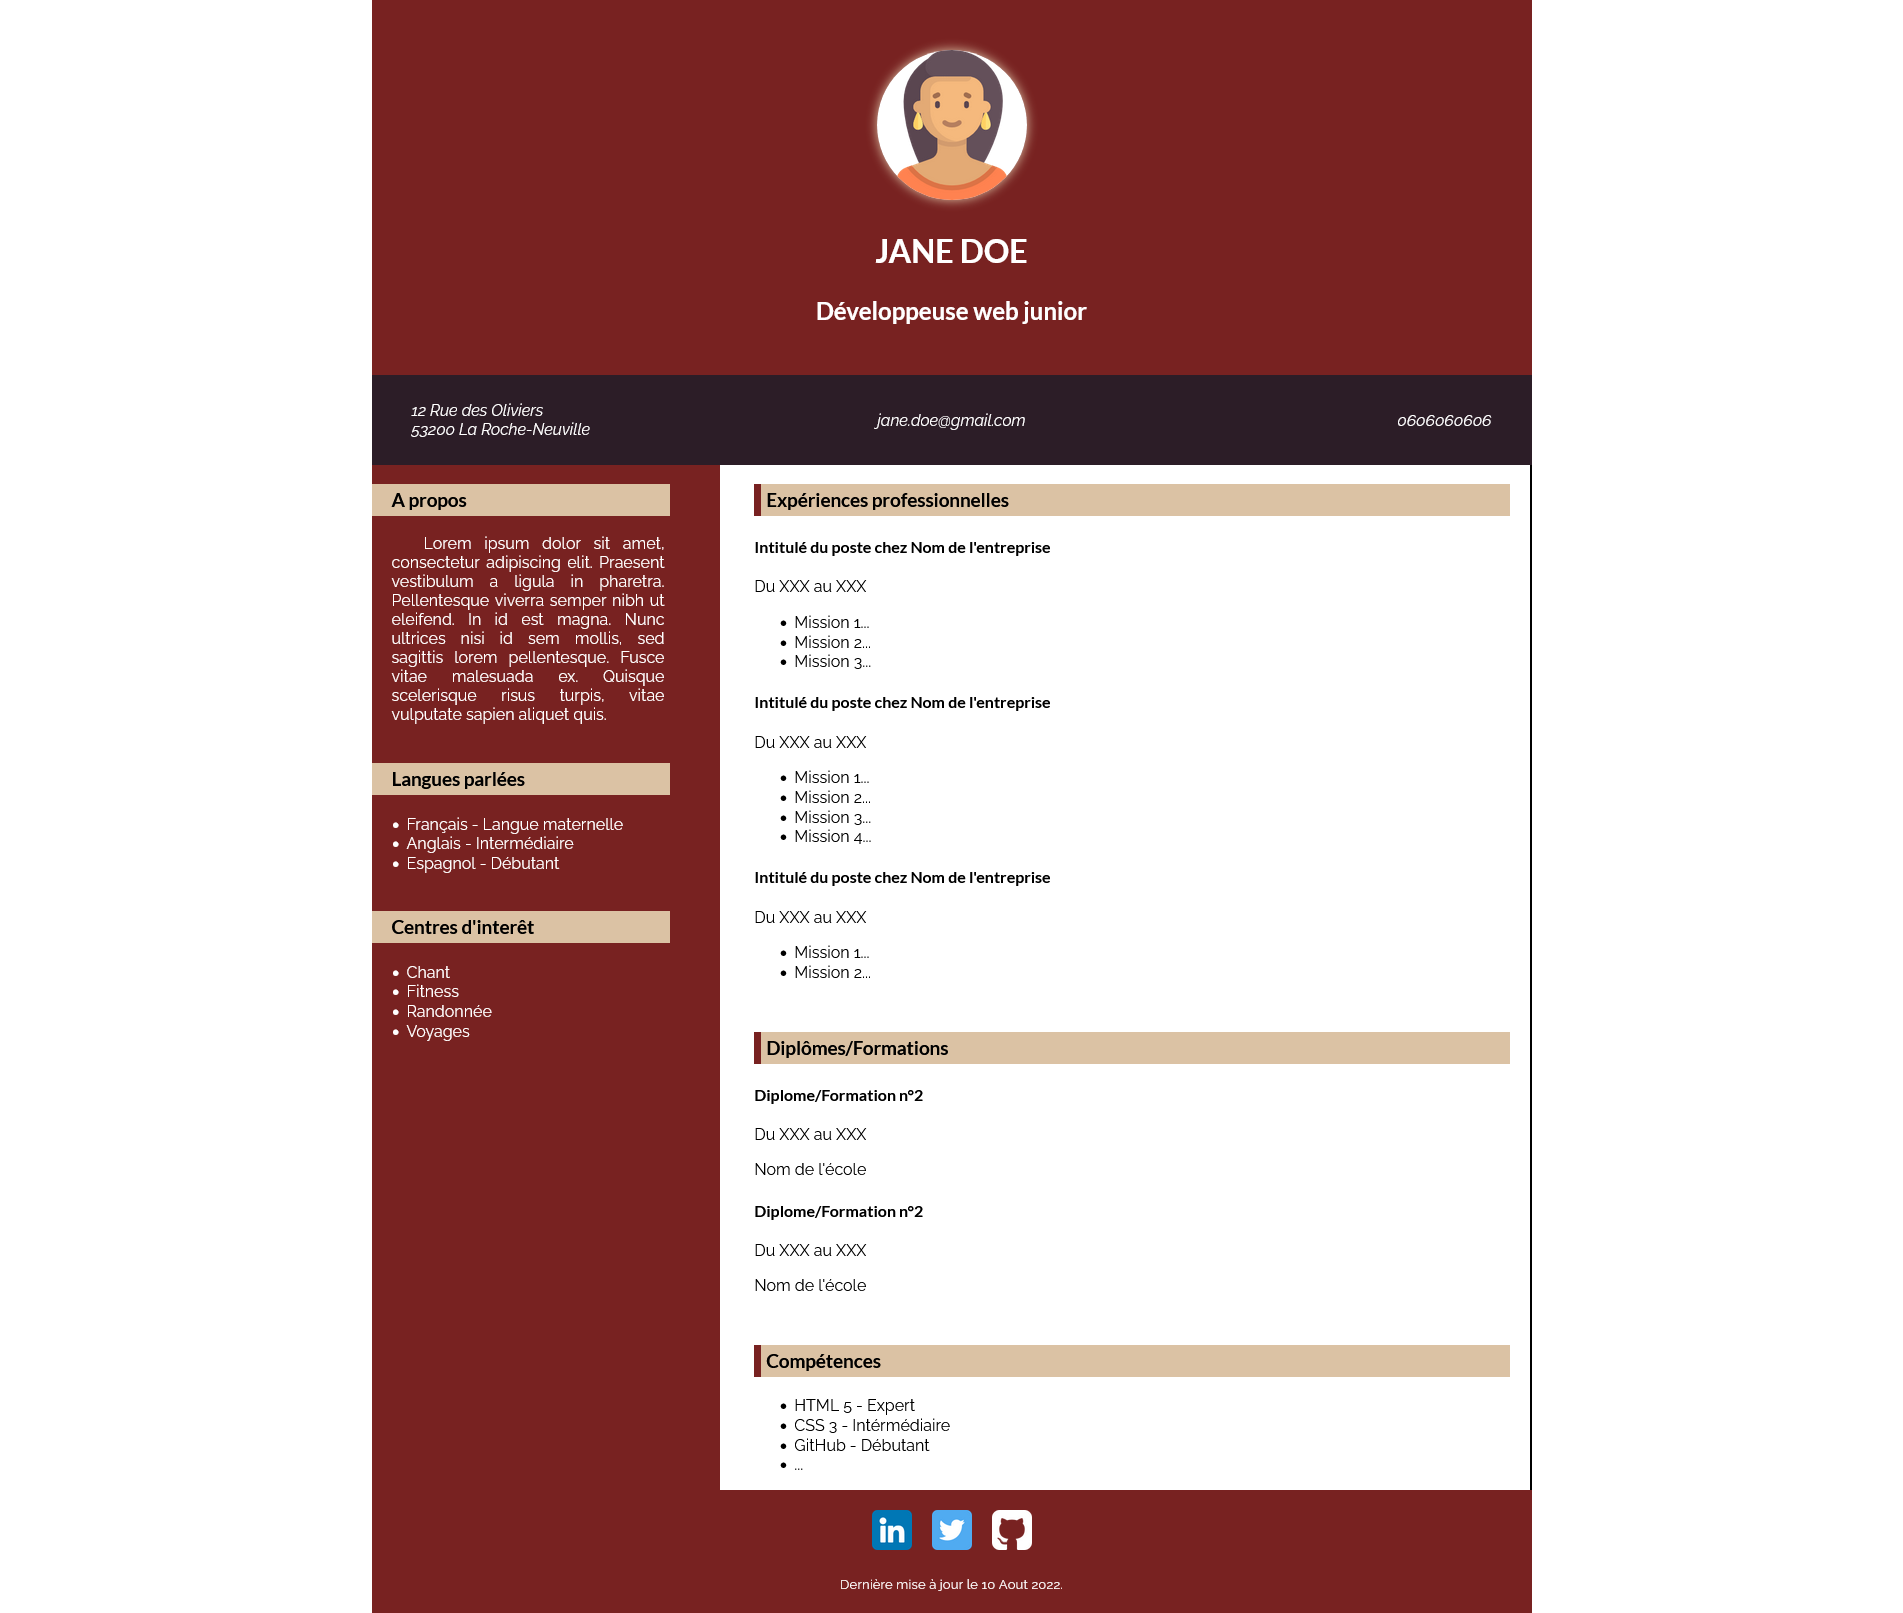 JANE DOE
Développeuse web junior
12 Rue des Oliviers
53200 La Roche-Neuville
jane.doe@gmail.com
0606060606
A propos
Lorem ipsum dolor sit amet,
consectetur adipiscing elit. Praesent
vestibulum a ligula in pharetra.
Pellentesque viverra semper nibh ut
eleifend. In id est magna. Nunc
ultrices nisi id sem mollis, sed
sagittis lorem pellentesque. Fusce
vitae malesuada ex. Quisque
scelerisque risus turpis, vitae
vulputate sapien aliquet quis.
Langues parlées
• Français - Langue maternelle
• Anglais - Intermédiaire
• Espagnol - Débutant
Centres d'interêt
• Chant
• Fitness
• Randonnée
• Voyages
Expériences professionnelles
Intitulé du poste chez Nom de l'entreprise
Du XXX au XXX
• Mission 1...
• Mission 2...
• Mission 3...
Intitulé du poste chez Nom de l'entreprise
Du XXX au XXX
• Mission 1...
• Mission 2...
• Mission 3...
• Mission 4...
Intitulé du poste chez Nom de l'entreprise
Du XXX au XXX
• Mission 1...
• Mission 2...
Diplômes/Formations
Diplome/Formation n°2
Du XXX au XXX
Nom de l'école
Diplome/Formation n°2
Du XXX au XXX
Nom de l'école
Compétences
• HTML 5 - Expert
• CSS 3 - Intérmédiaire
• GitHub - Débutant
• ...
in
Dernière mise à jour le 10 Aout 2022.